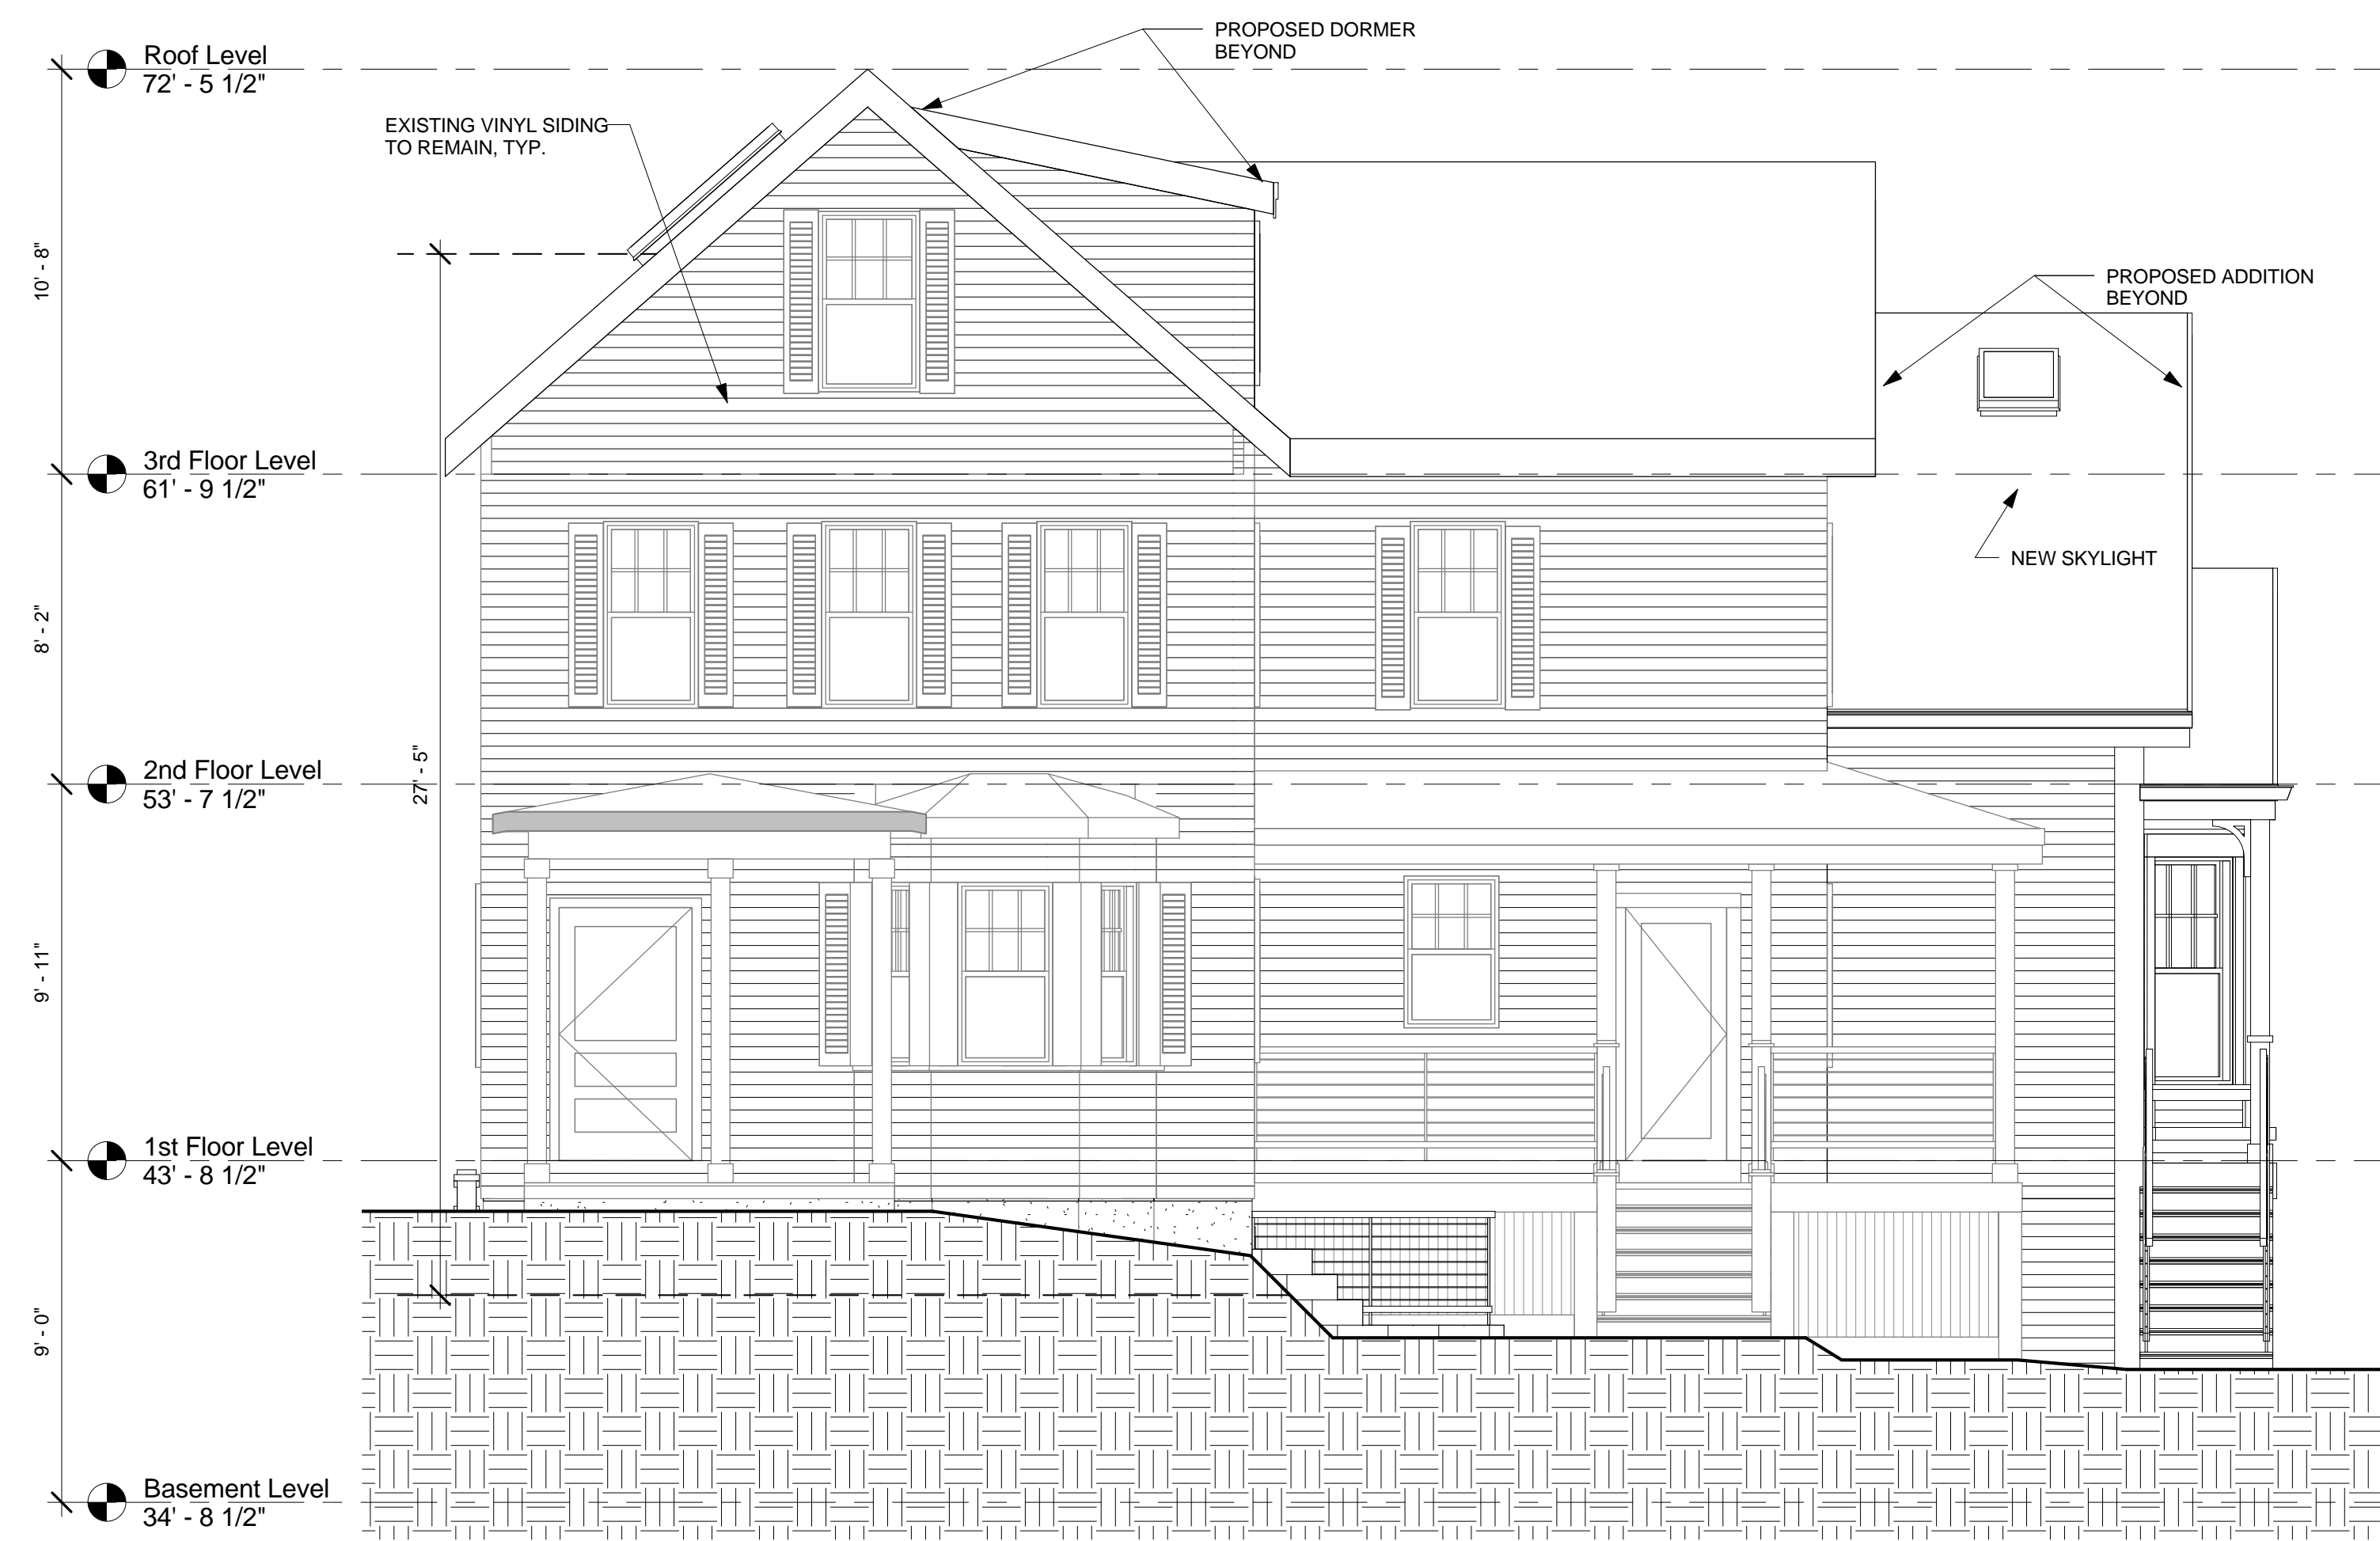 PROPOSED DORMER
BEYOND
Roof Level
72' - 5 1/2"
EXISTING VINYL SIDING
TO REMAIN, TYP.
10' - 8"
PROPOSED ADDITION
BEYOND
3rd Floor Level
61' - 9 1/2"
NEW SKYLIGHT
8' - 2"
2nd Floor Level
53' - 7 1/2"
27' - 5"
9' - 11"
1st Floor Level
43' - 8 1/2"
9' - 0"
Basement Level
34' - 8 1/2"